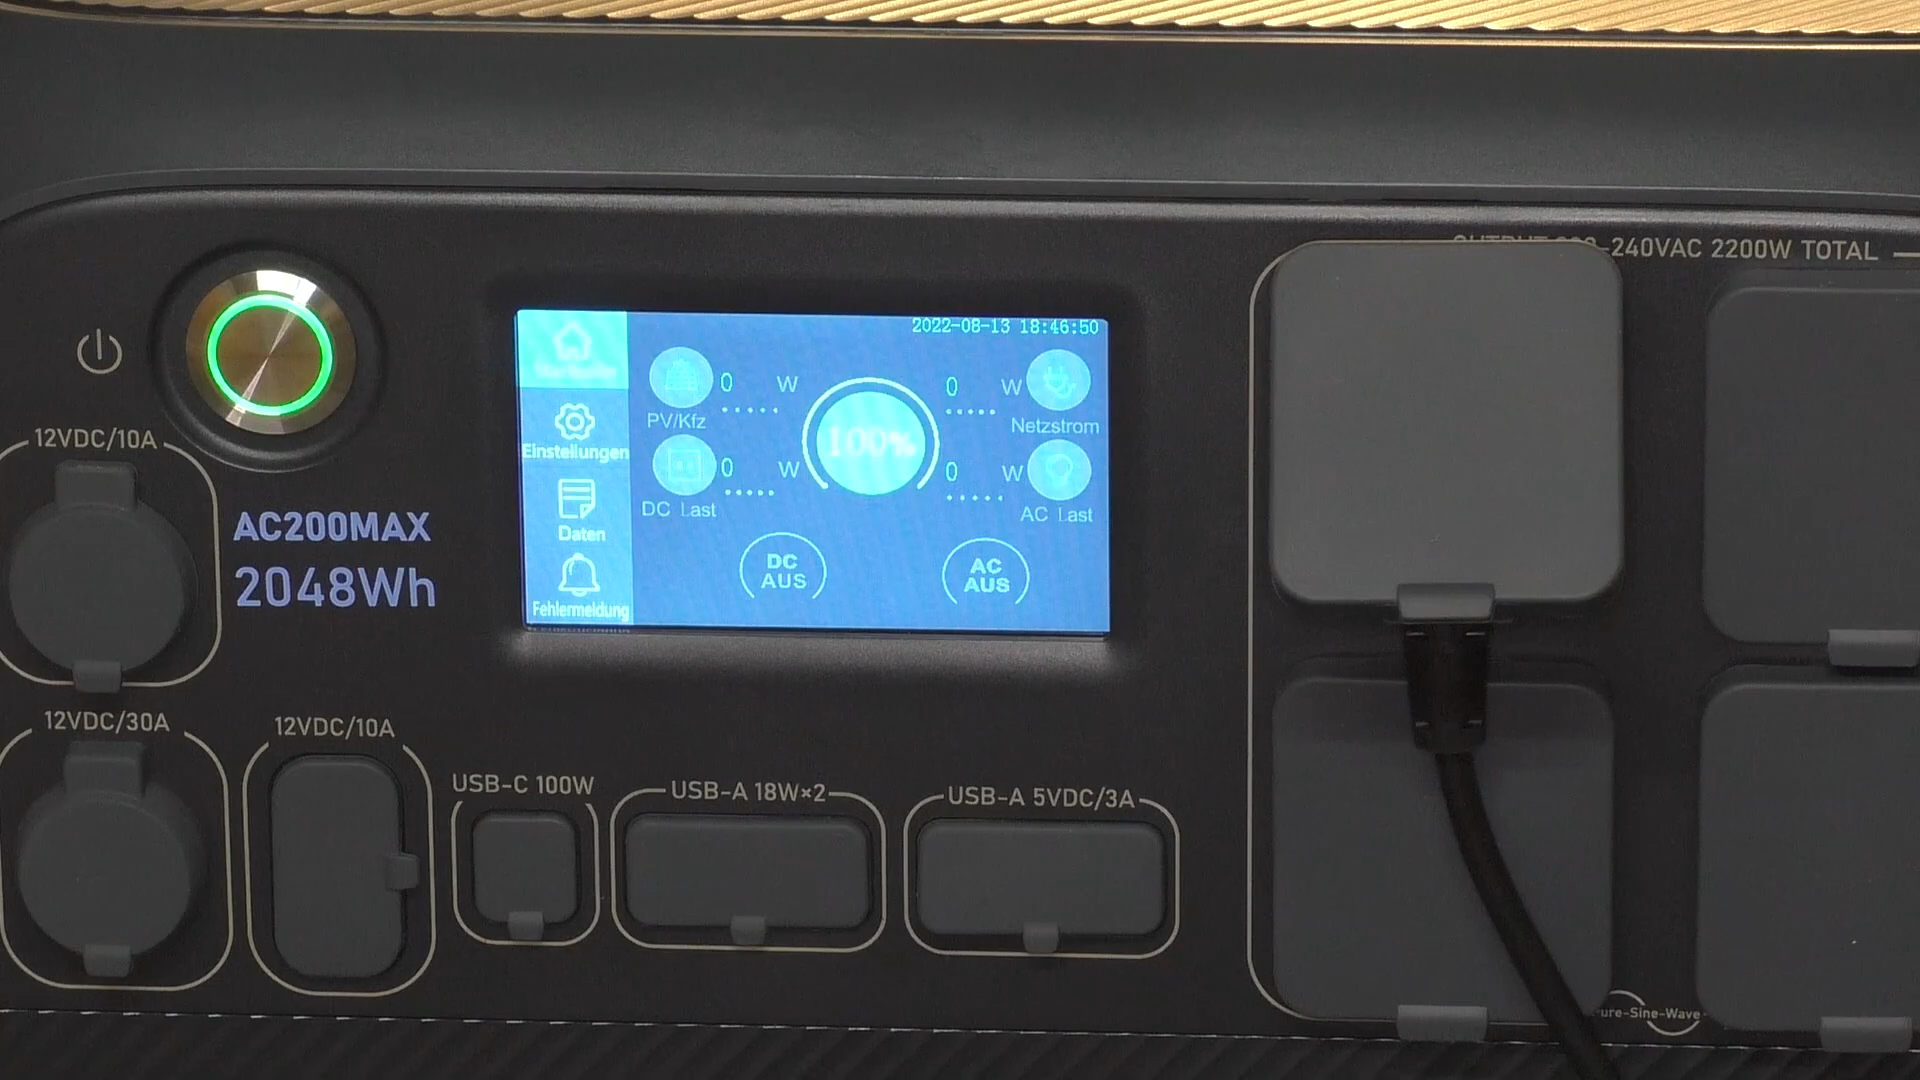 -240VAC 2200W TOTAL
2022-08-13 18:46:50
0 W
0 W
PV/Kfz
Netzstrom
100%
Einstellungen
0 W
0 W
DC Last
AC Last
Daten
DC
AUS
AC
AUS
Fehlermeldung
12VDC/10A
AC200MAX
2048Wh
12VDC/30A
12VDC/10A
USB-C 100W
USB-A 18W×2
USB-A 5VDC/3A
ure-Sine-Wave